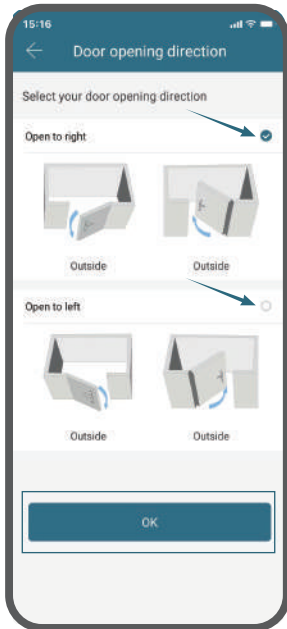 15:16
Door opening direction
Select your door opening direction
Open to right
Outside Outside
Open to left
Outside Outside
OK